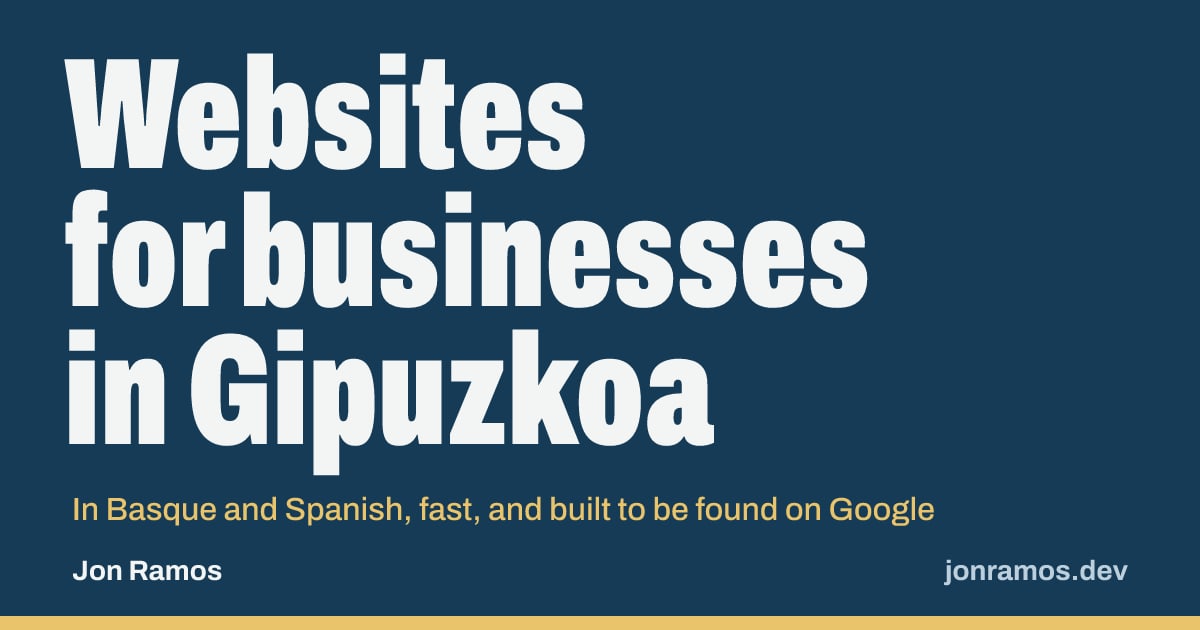 Websites
for businesses
in Gipuzkoa
In Basque and Spanish, fast, and built to be found on Google
Jon Ramos
jonramos.dev